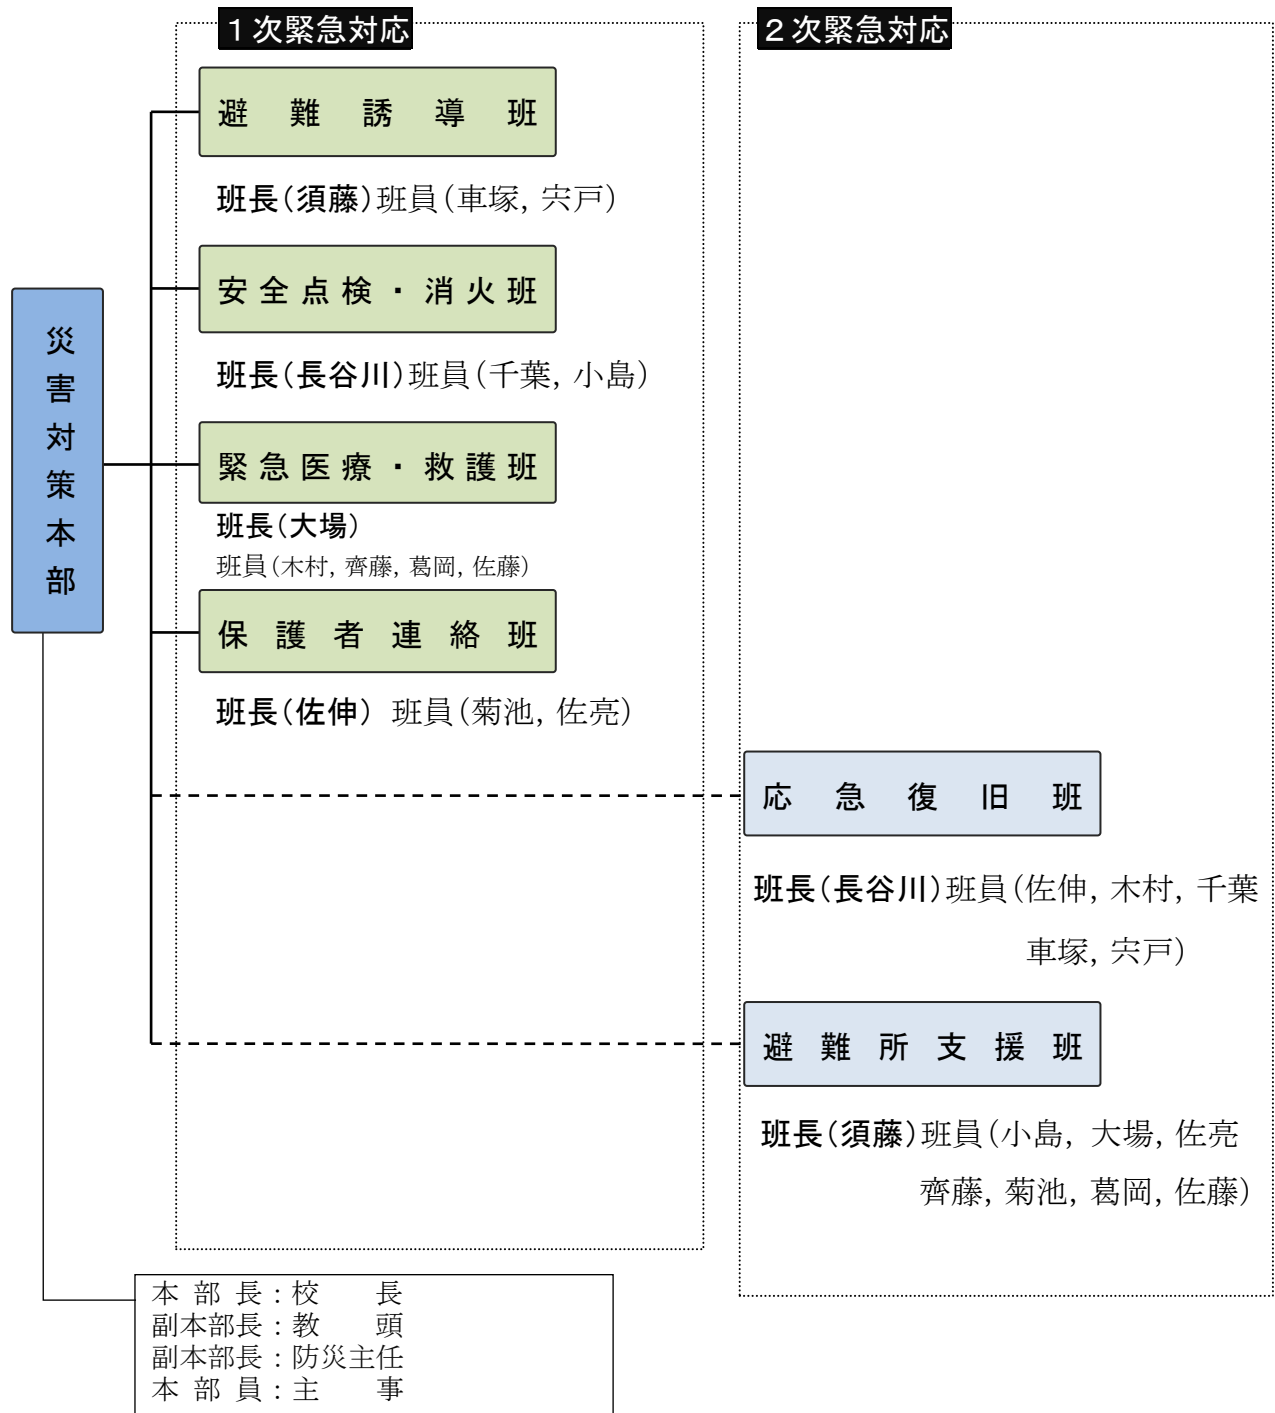 １次緊急対応
２次緊急対応
避難誘導班
班長（須藤）班員（車塚，宍戸）
安全点検・消火班
班長（長谷川）班員（千葉，小島）
災害対策本部
緊急医療・救護班
班長（大場）
班員（木村，齊藤，葛岡，佐藤）
保護者連絡班
班長（佐伸） 班員（菊池，佐亮）
応急復旧班
班長（長谷川）班員（佐伸，木村，千葉
車塚，宍戸）
避難所支援班
班長（須藤）班員（小島，大場，佐亮
齊藤，菊池，葛岡，佐藤）
本 部 長：校　　長
副本部長：教　　頭
副本部長：防災主任
本 部 員：主　　事